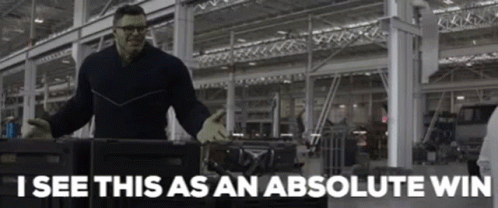 I SEE THIS AS AN ABSOLUTE WIN